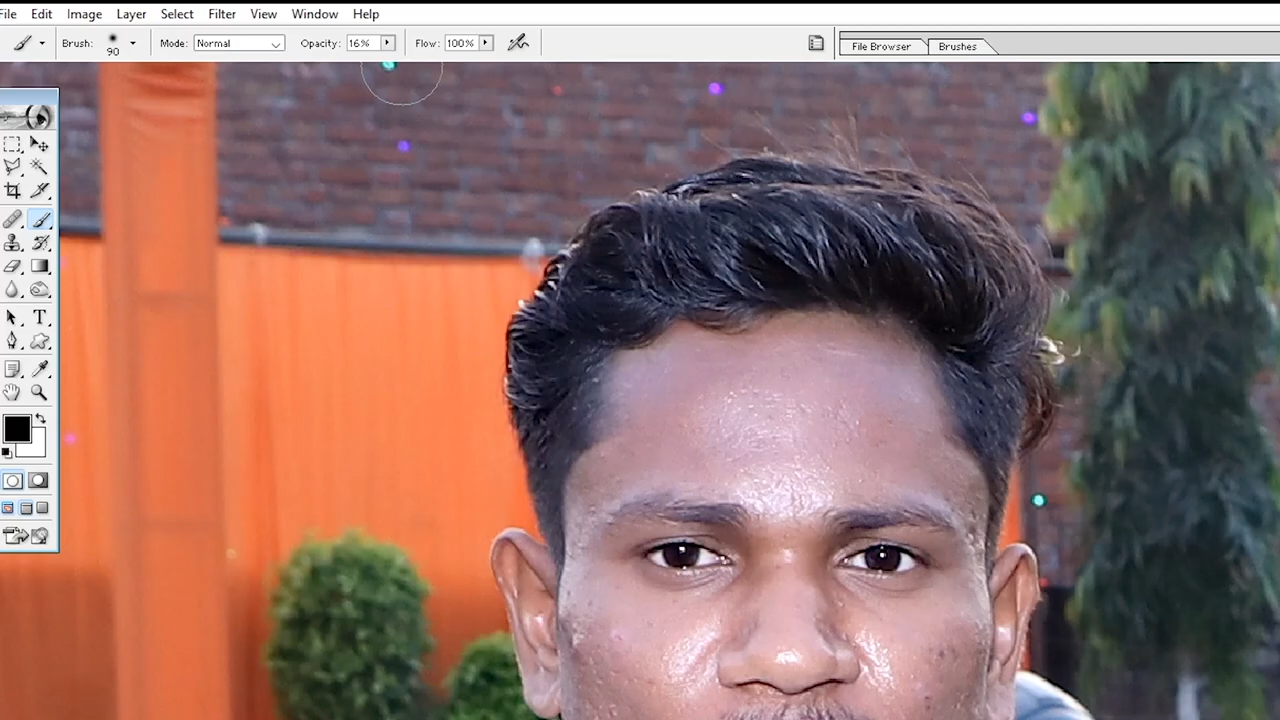 File Edit Image Layer Select Filter View Window Help
Brush: 90 Mode: Normal Opacity: 16% Flow: 100% File Browser Brushes
T